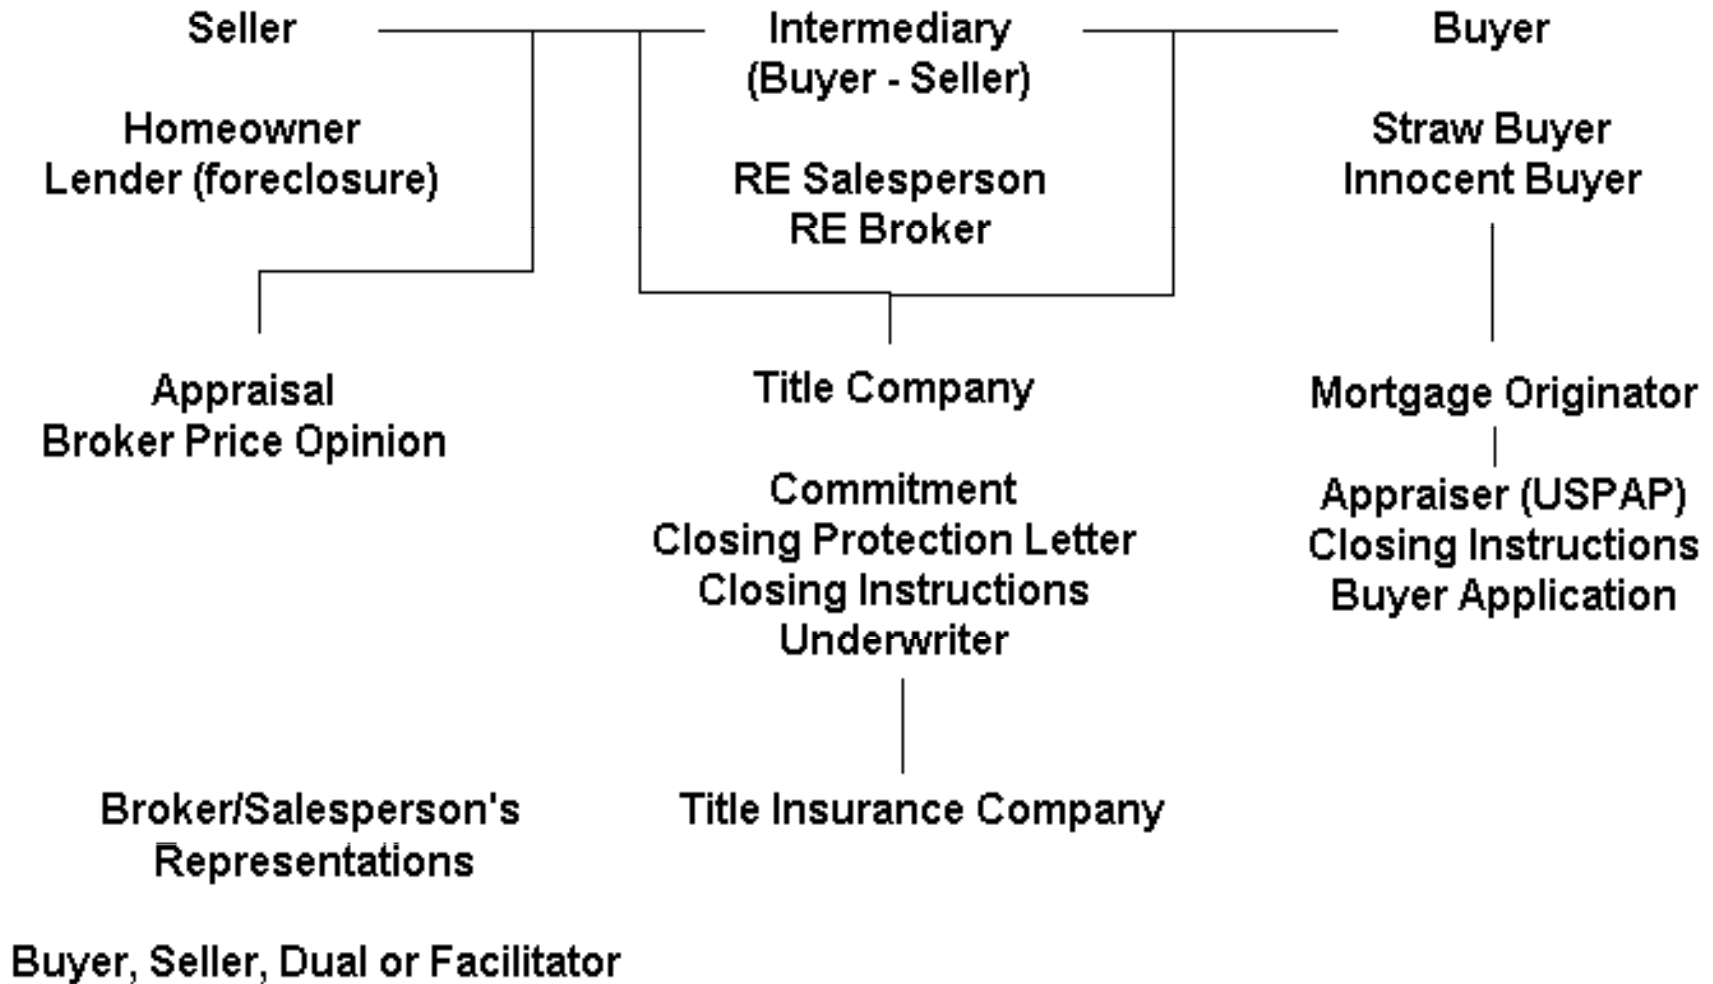 Seller
Homeowner
Lender (foreclosure)
Intermediary
(Buyer - Seller)
RE Salesperson
RE Broker
Buyer
Straw Buyer
Innocent Buyer
Appraisal
Broker Price Opinion
Title Company
Commitment
Closing Protection Letter
Closing Instructions
Underwriter
Mortgage Originator
Appraiser (USPAP)
Closing Instructions
Buyer Application
Title Insurance Company
Broker/Salesperson's
Representations
Buyer, Seller, Dual or Facilitator